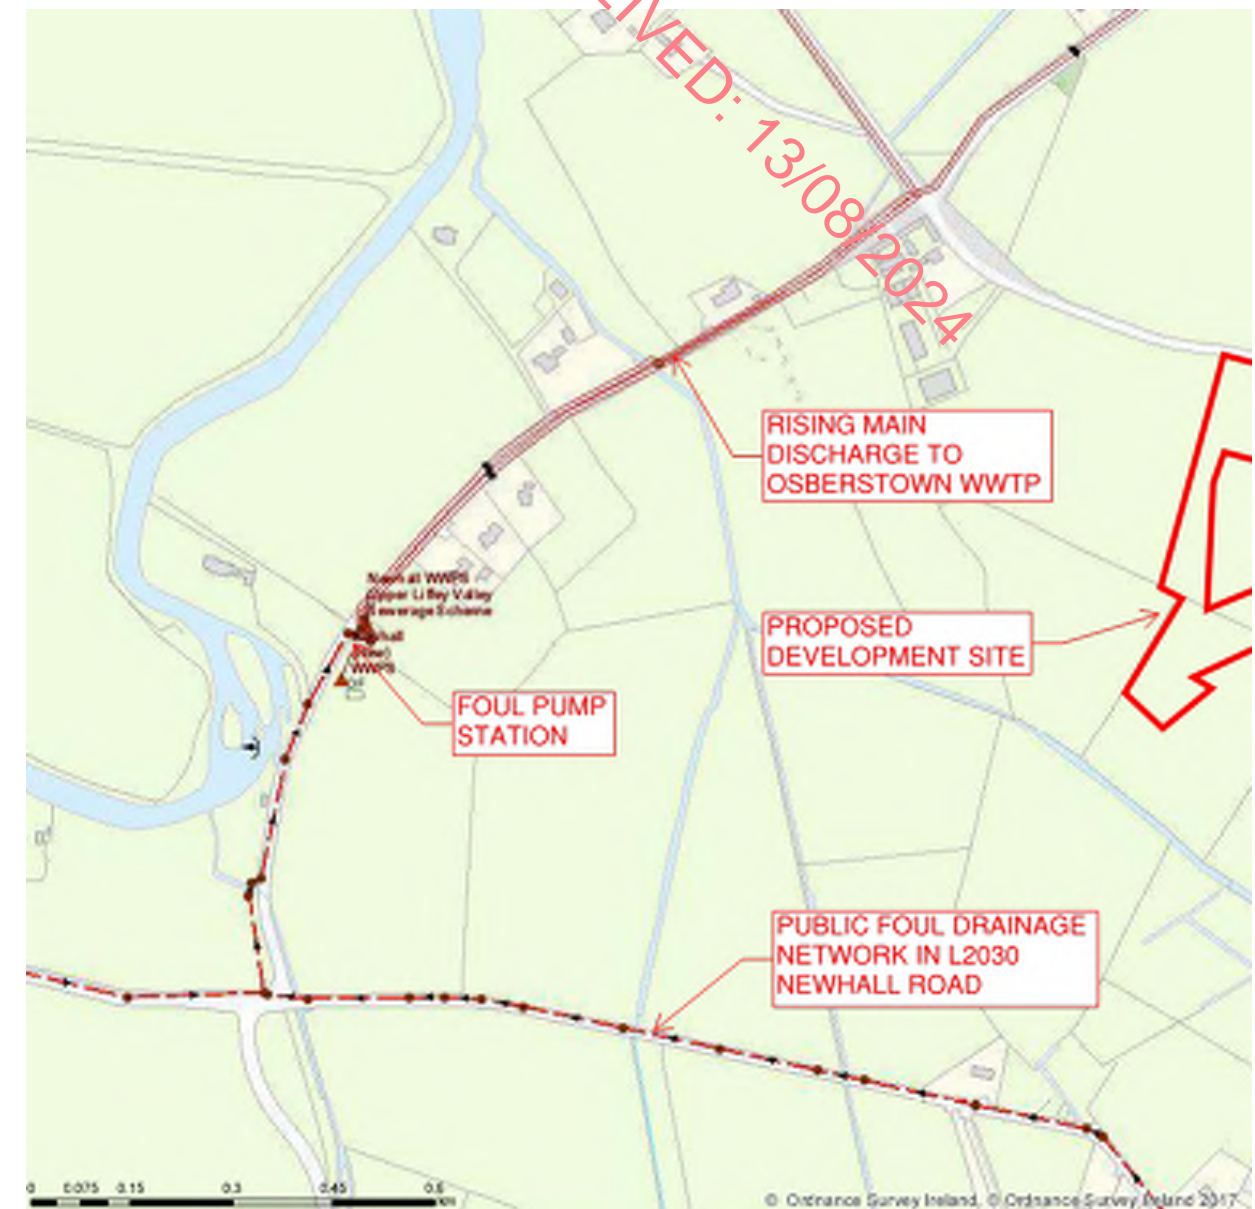 IVED: 13/08/2024
RISING MAIN
DISCHARGE TO
OSBERSTOWN WWTP
Upper Liffey Valley
Sewerage Scheme
WWPS
PROPOSED
DEVELOPMENT SITE
FOUL PUMP
STATION
PUBLIC FOUL DRAINAGE
NETWORK IN L2030
NEWHALL ROAD
0 0.075 0.15 0.3 0.45 0.6
km
© Ordnance Survey Ireland, © Ordnance Survey Ireland 2017